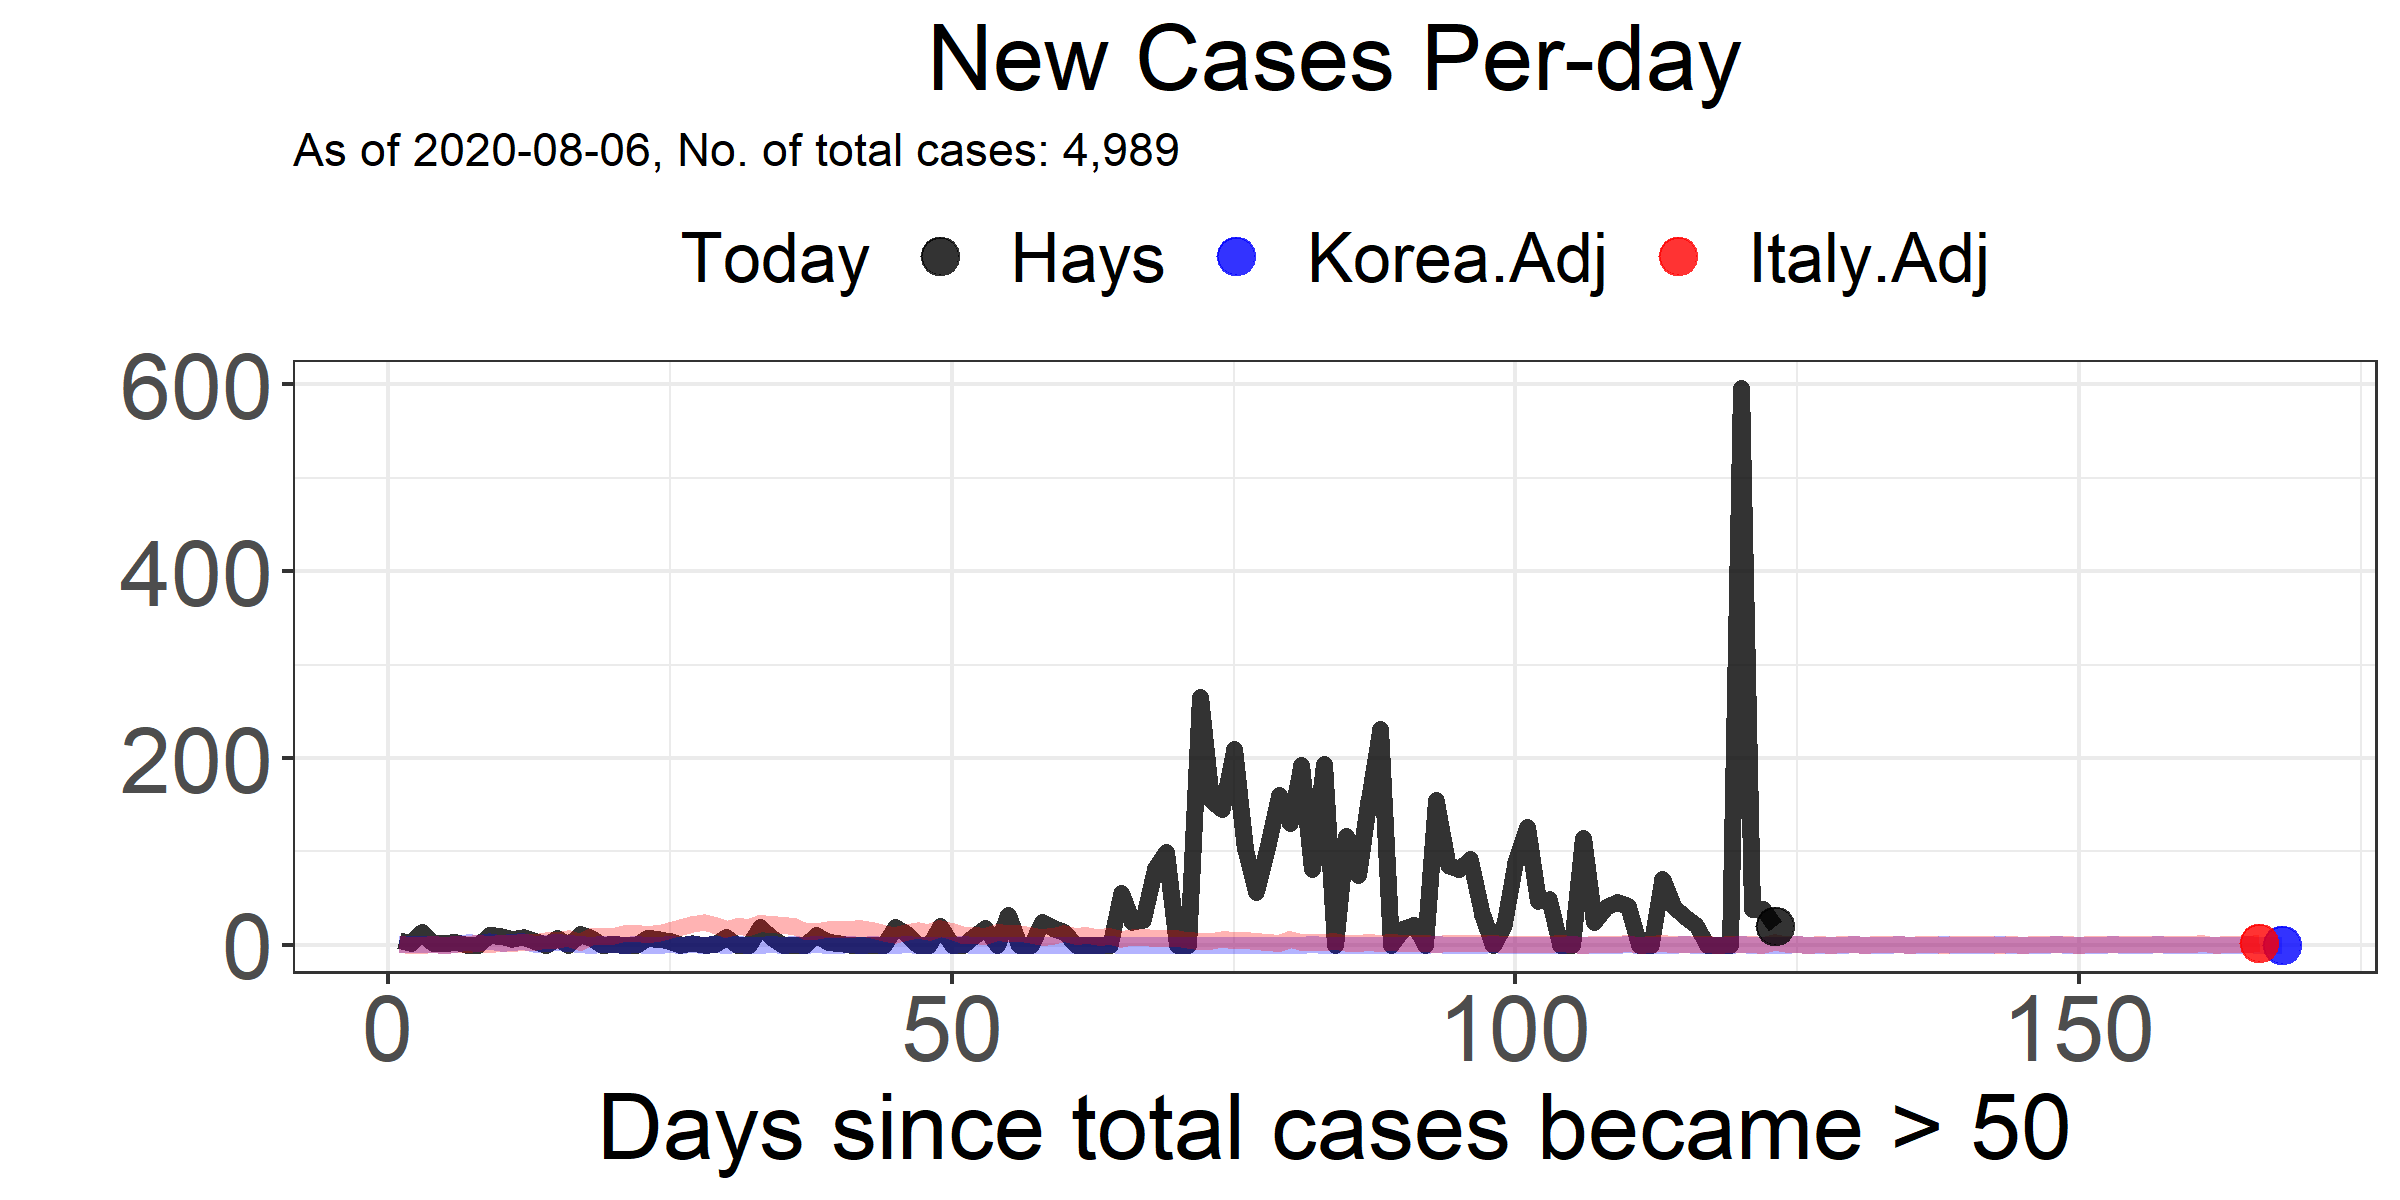 New Cases Per-day
As of 2020-08-06, No. of total cases: 4,989
Today Hays Korea.Adj Italy.Adj
600
400
200
0
0 50 100 150
Days since total cases became > 50